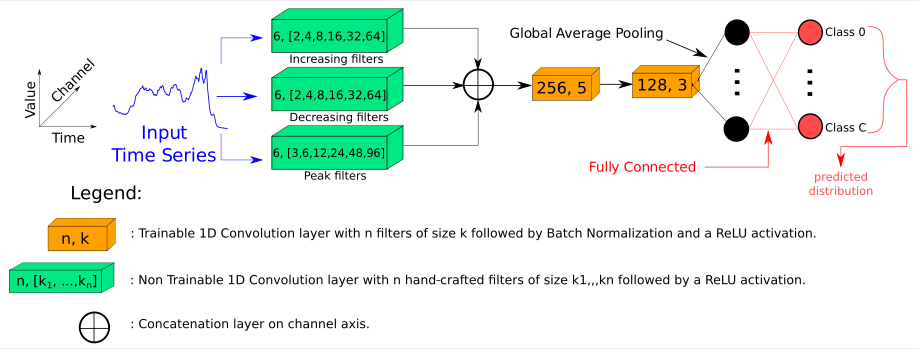 Value
Channel
Time
Input
Time Series
6, [2,4,8,16,32,64]
Increasing filters
6, [2,4,8,16,32,64]
Decreasing filters
6, [3,6,12,24,48,96]
Peak filters
256, 5
128, 3
Global Average Pooling
Fully Connected
Class 0
Class C
predicted
distribution
Legend:
n, k
: Trainable 1D Convolution layer with n filters of size k followed by Batch Normalization and a ReLU activation.
n, [k1, ...,kn]
: Non Trainable 1D Convolution layer with n hand-crafted filters of size k1,,,kn followed by a ReLU activation.
: Concatenation layer on channel axis.